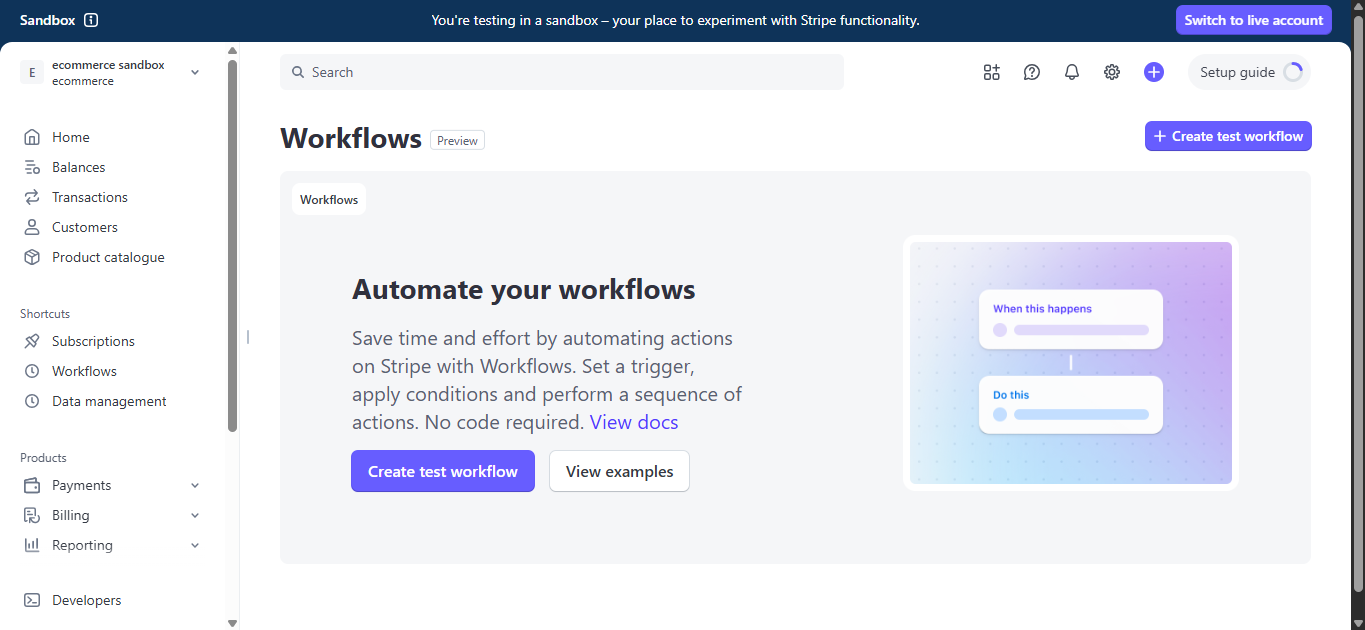 Sandbox
You're testing in a sandbox – your place to experiment with Stripe functionality.
Switch to live account
E
ecommerce sandbox
ecommerce
Search
Setup guide
Home
Balances
Transactions
Customers
Product catalogue
Shortcuts
Subscriptions
Workflows
Data management
Products
Payments
Billing
Reporting
Developers
Workflows
Preview
Create test workflow
Workflows
Automate your workflows
Save time and effort by automating actions
on Stripe with Workflows. Set a trigger,
apply conditions and perform a sequence of
actions. No code required. View docs
Create test workflow
View examples
When this happens
Do this